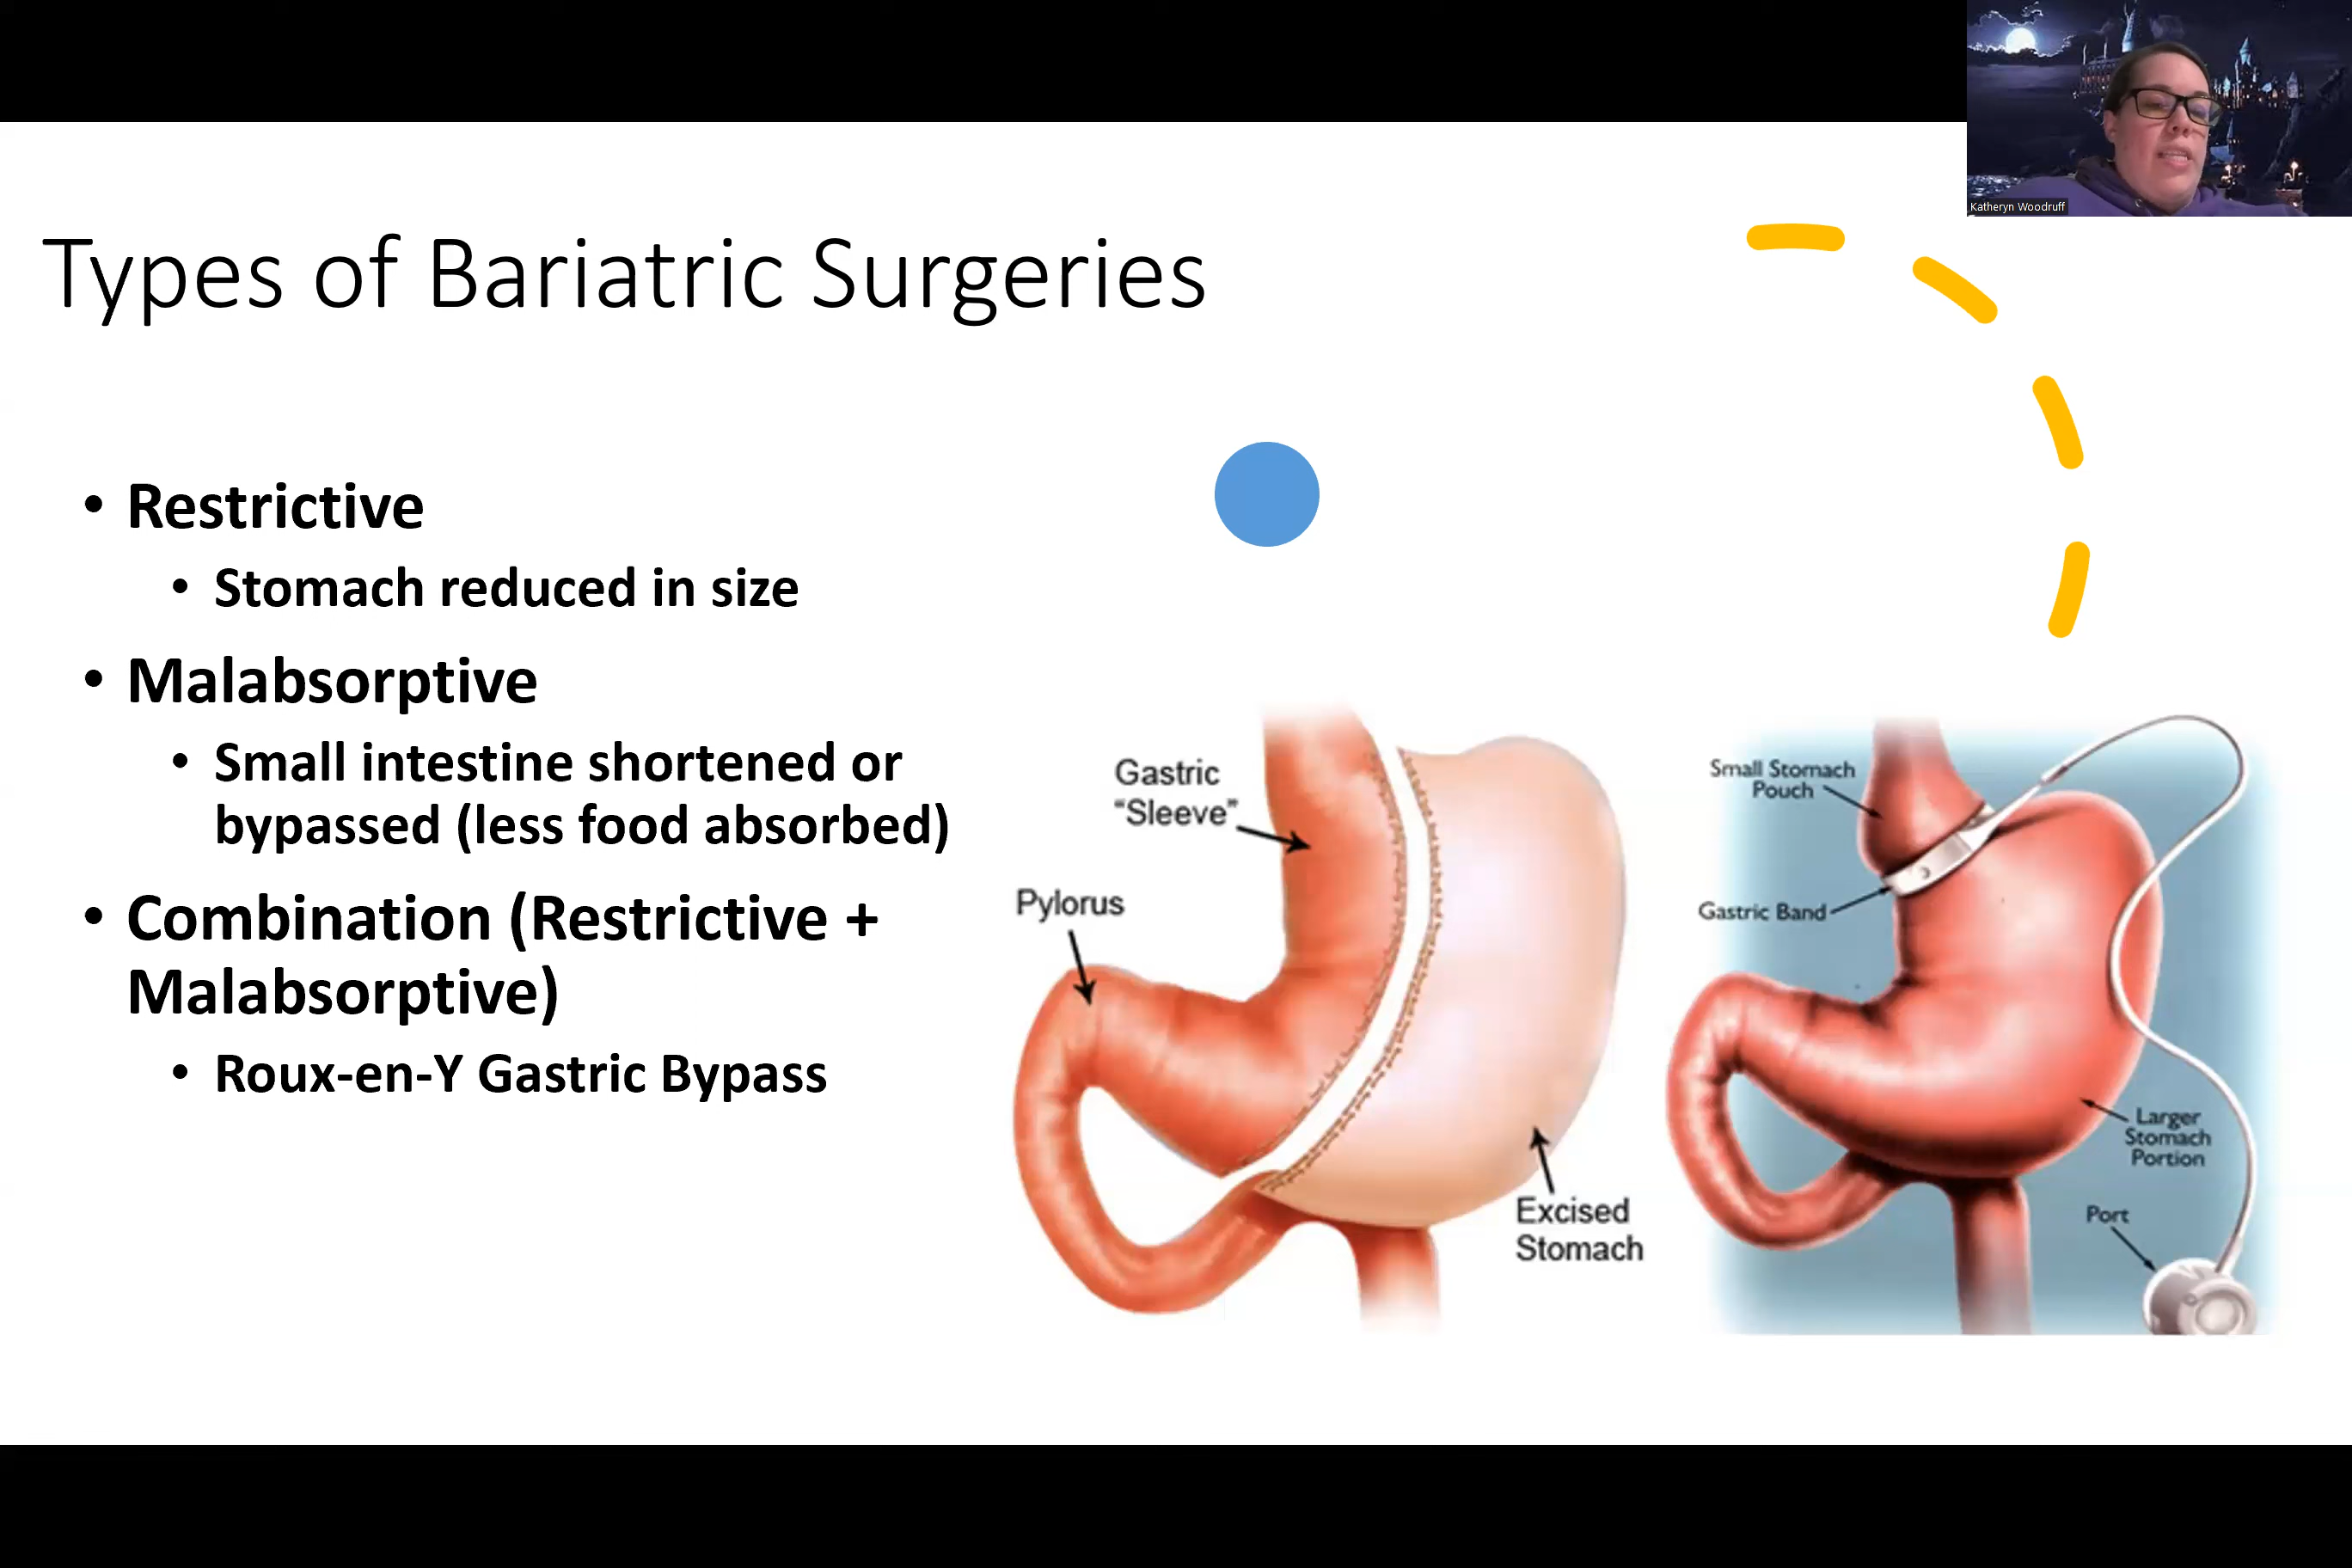 Katheryn Woodruff
Types of Bariatric Surgeries
• Restrictive
• Stomach reduced in size
• Malabsorptive
• Small intestine shortened or
bypassed (less food absorbed)
• Combination (Restrictive +
Malabsorptive)
• Roux-en-Y Gastric Bypass
Gastric
“Sleeve”
Pylorus
Excised
Stomach
Small Stomach
Pouch
Gastric Band
Larger
Stomach
Portion
Port